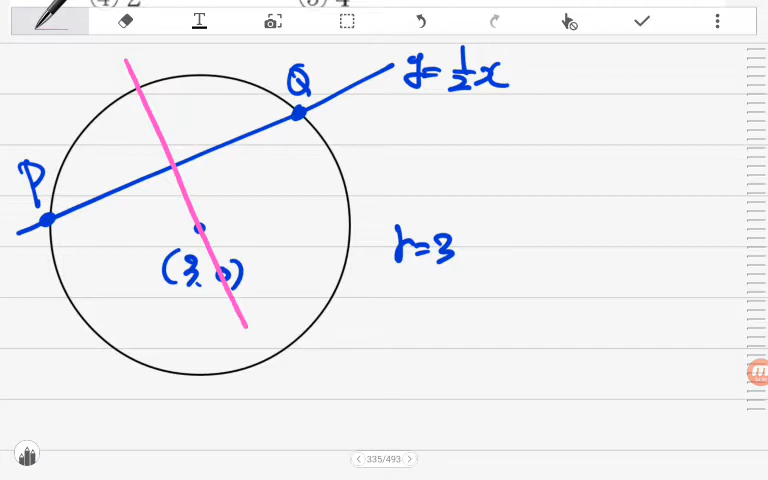 (4) 2
(5) 4
T
Q
y=1/2x
P
(3,0)
r=3
335/493